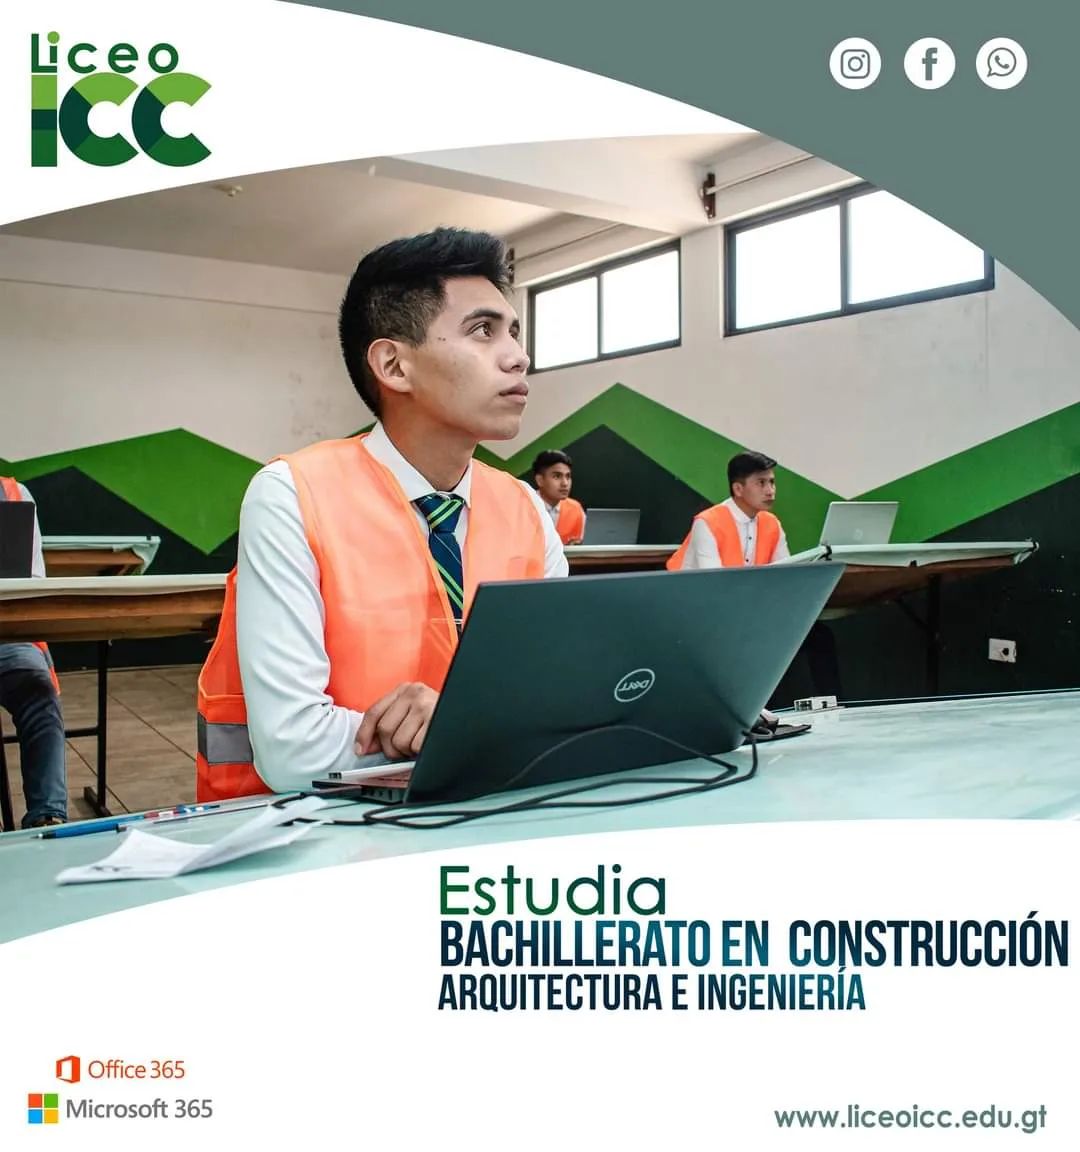 Liceo
ICC
DELL
Estudia
BACHILLERATO EN CONSTRUCCIÓN
ARQUITECTURA E INGENIERÍA
Office 365
Microsoft 365
www.liceoicc.edu.gt